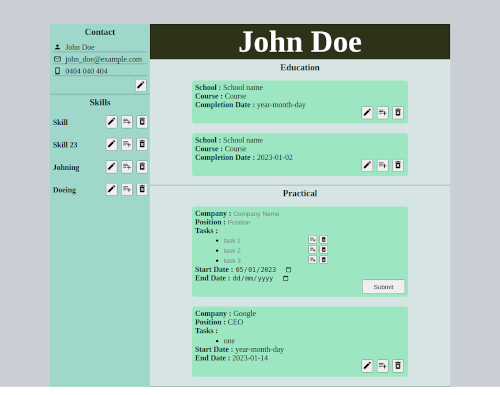 Contact
John Doe
john_doe@example.com
0404 040 404
Skills
Skill
Skill 23
Johning
Doeing
John Doe
Education
School : School name
Course : Course
Completion Date : year-month-day
School : School name
Course : Course
Completion Date : 2023-01-02
Practical
Company : Company Name
Position : Position
Tasks :
task 1
task 2
task 3
Start Date : 05/01/2023
End Date : dd/mm/yyyy
Submit
Company : Google
Position : CEO
Tasks :
one
Start Date : year-month-day
End Date : 2023-01-14